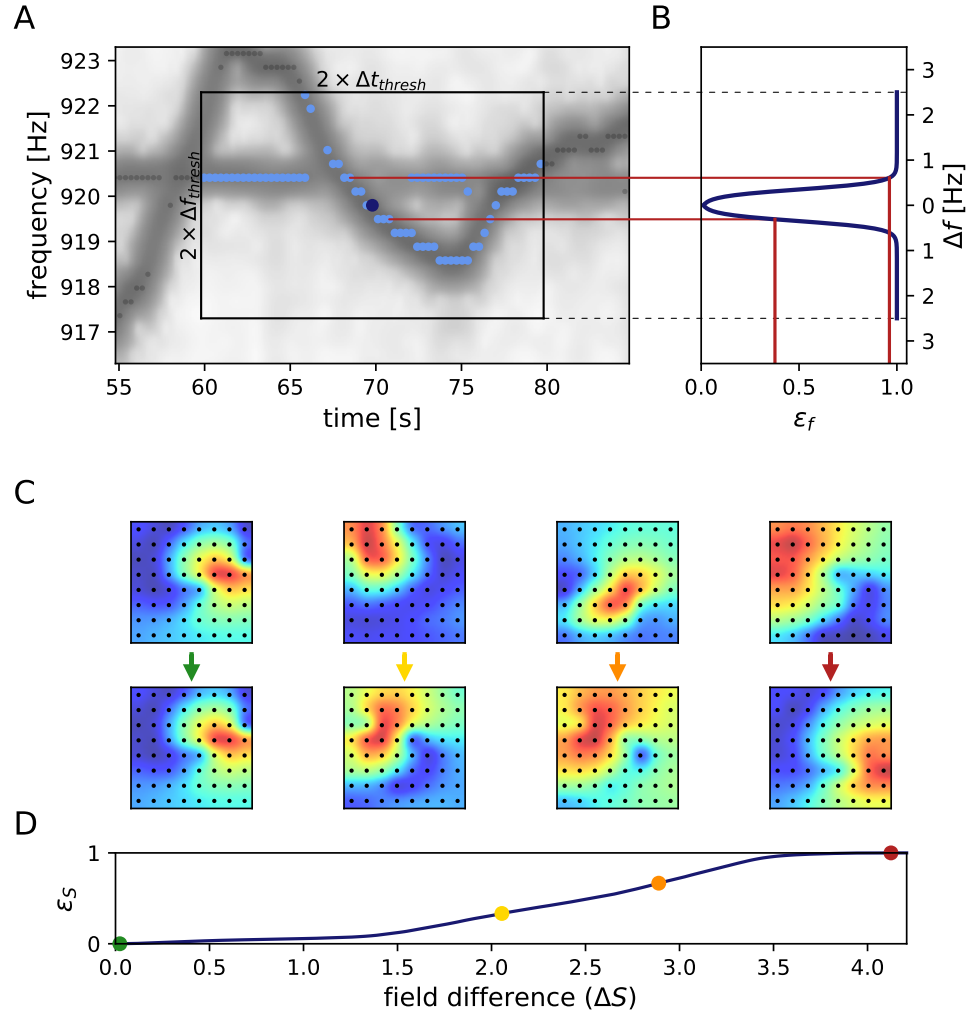 A
B
frequency [Hz]
923
922
921
920
919
918
917
2 × Δt_thresh
2 × Δf_thresh
55
60
65
70
75
80
time [s]
3
2
1
0
1
2
3
Δf [Hz]
0.0
0.5
1.0
ε_f
C
D
ε_S
1
0
0.0
0.5
1.0
1.5
2.0
2.5
3.0
3.5
4.0
field difference (ΔS)